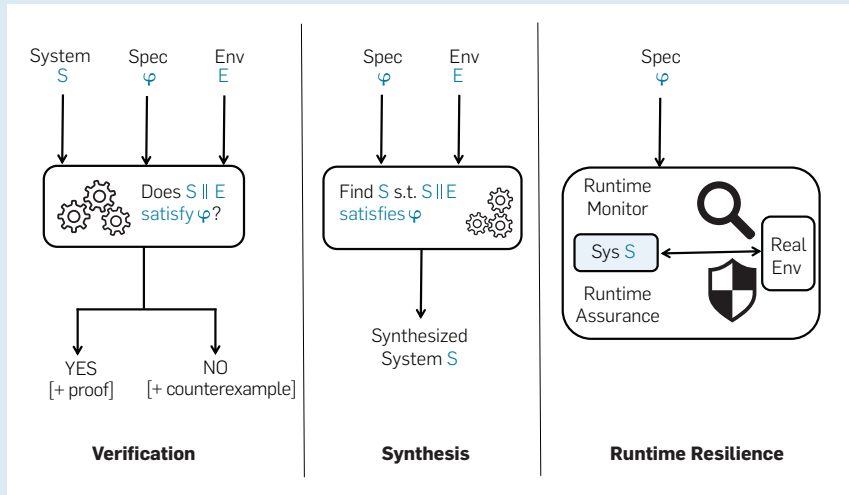 System
S
Spec
φ
Env
E
Does S || E
satisfy φ?
YES
[+ proof]
NO
[+ counterexample]
Verification
Spec
φ
Env
E
Find S s.t. S || E
satisfies φ
Synthesized
System S
Synthesis
Spec
φ
Runtime
Monitor
Sys S
Real
Env
Runtime
Assurance
Runtime Resilience